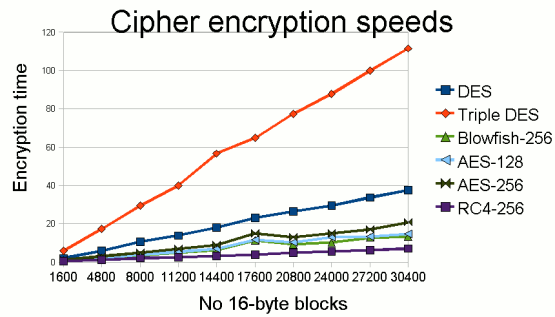 Cipher encryption speeds
Encryption time
120
100
80
60
40
20
0
1600 4800 8000 11200 14400 17600 20800 24000 27200 30400
No 16-byte blocks
DES
Triple DES
Blowfish-256
AES-128
AES-256
RC4-256